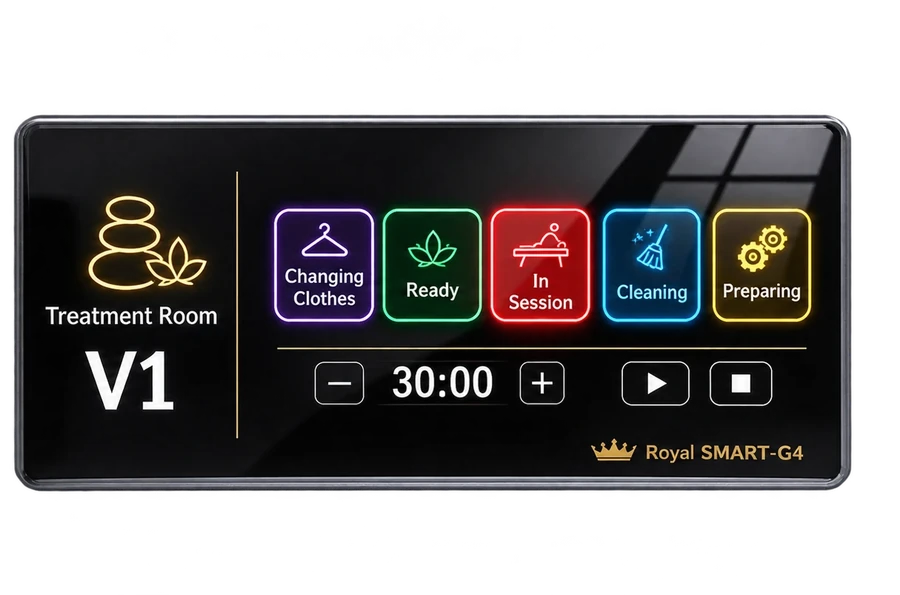 Treatment Room
V1
Changing
Clothes
Ready
In
Session
Cleaning
Preparing
30:00
Royal SMART-G4